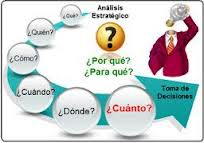 Análisis
Estratégico
¿Qué?
¿Quién?
¿Cómo?
¿Cuándo?
¿Dónde?
¿Cuánto?
?
¿Por qué?
¿Para qué?
Toma de
Decisiones